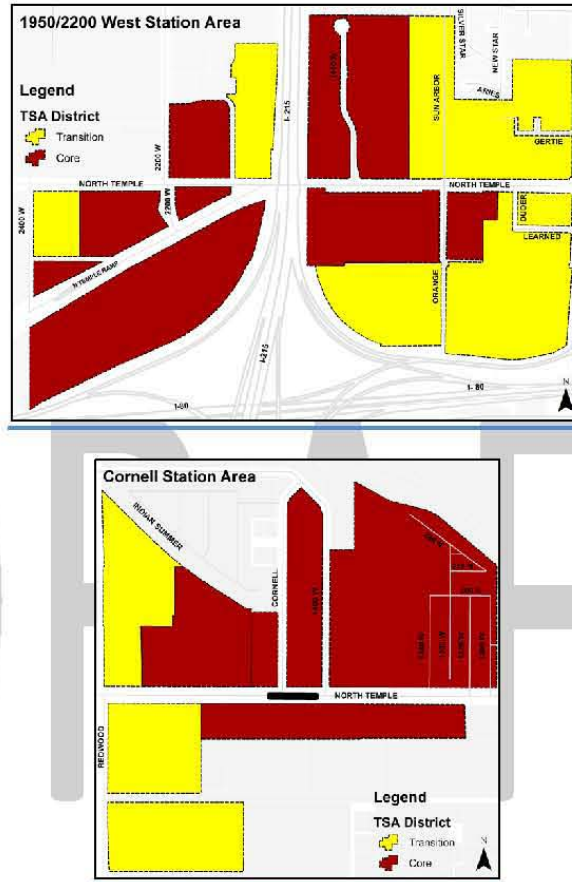 1950/2200 West Station Area
Legend
TSA District
Transition
Core
2200 W
I-215
SUN ARBOR
SILVER STAR
NEW STAR
ARIES
GERTIE
NORTH TEMPLE
NORTH TEMPLE
2400 W
2200 W
N TEMPLE RAMP
DUDER
LEARNED
ORANGE
I-215
I-80
I-80
N
Cornell Station Area
INDIAN SUMMER
CORNELL
NORTH TEMPLE
REDWOOD
Legend
TSA District
Transition
Core
N